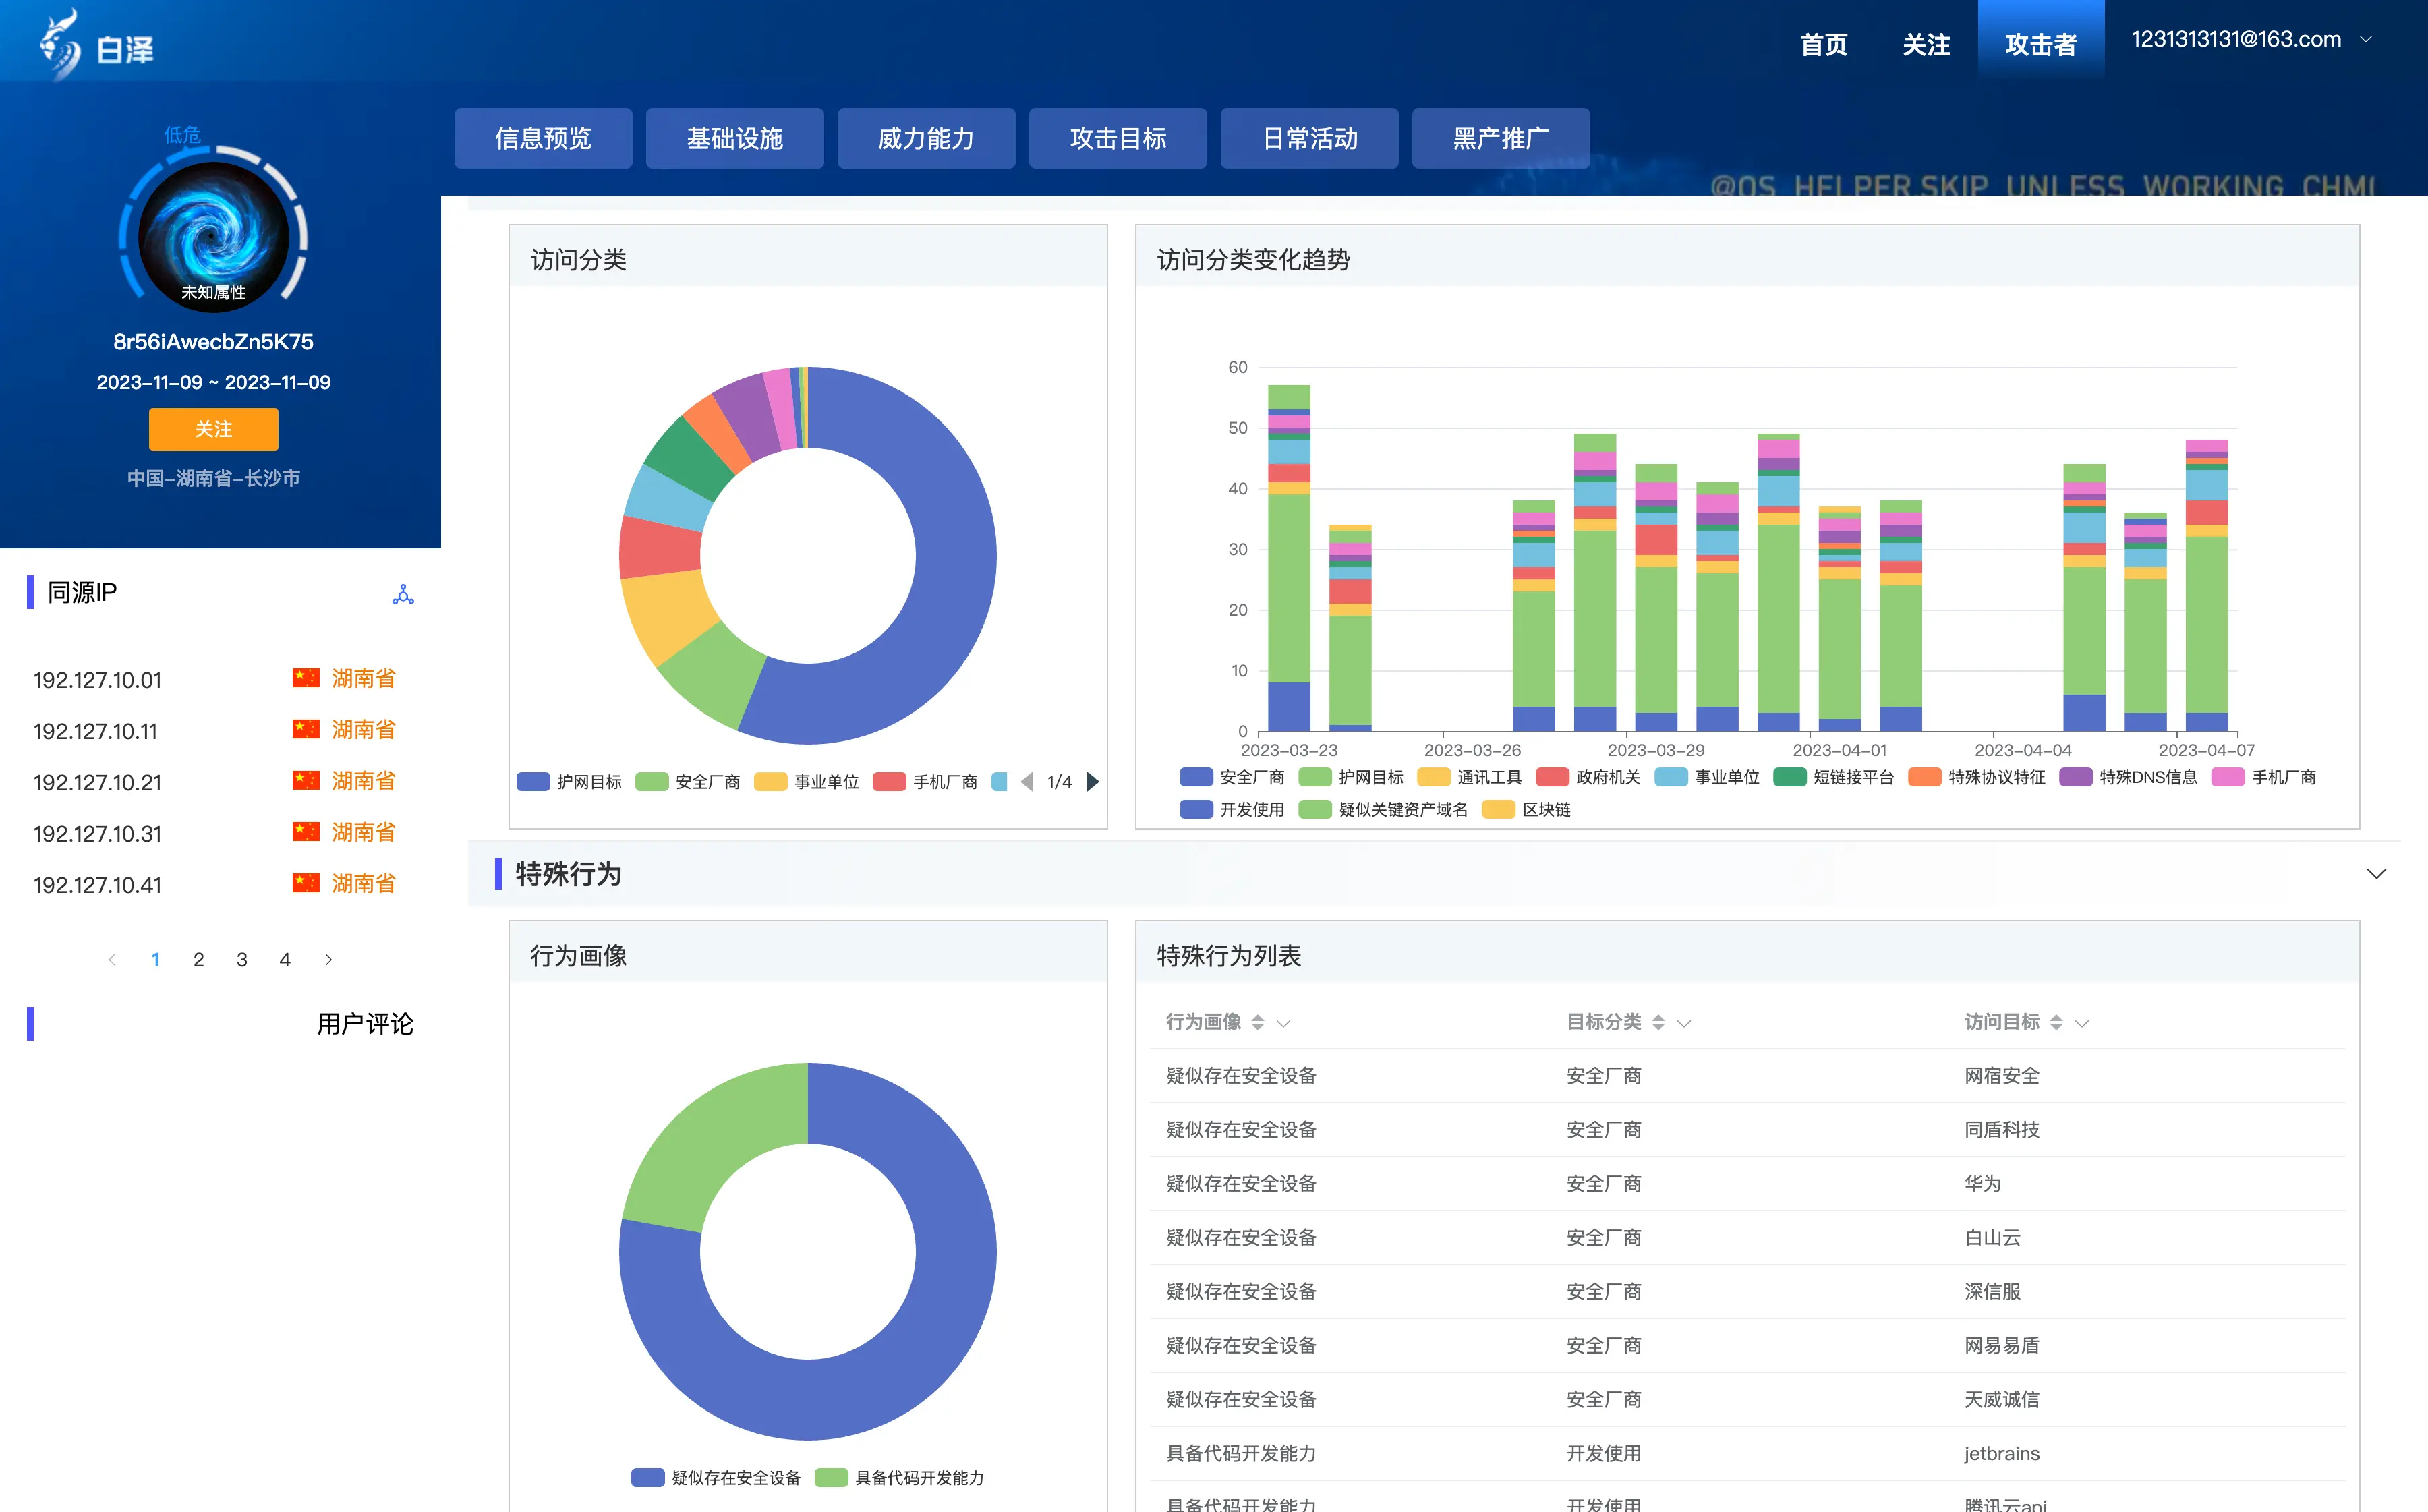 白泽
首页 关注 攻击者 1231313131@163.com
信息预览 基础设施 威力能力 攻击目标 日常活动 黑产推广
@OS_HELPER SKIP_UNLESS_WORKING_CHM
低危
未知属性
8r56iAwecbZn5K75
2023-11-09 ~ 2023-11-09
关注
中国-湖南省-长沙市
同源IP
192.127.10.01 湖南省
192.127.10.11 湖南省
192.127.10.21 湖南省
192.127.10.31 湖南省
192.127.10.41 湖南省
1 2 3 4
用户评论
访问分类
护网目标 安全厂商 事业单位 手机厂商 1/4
访问分类变化趋势
60
50
40
30
20
10
0
2023-03-23 2023-03-26 2023-03-29 2023-04-01 2023-04-04 2023-04-07
安全厂商 护网目标 通讯工具 政府机关 事业单位 短链接平台 特殊协议特征 特殊DNS信息 手机厂商
开发使用 疑似关键资产域名 区块链
特殊行为
行为画像
疑似存在安全设备 具备代码开发能力
特殊行为列表
行为画像 目标分类 访问目标
疑似存在安全设备 安全厂商 网宿安全
疑似存在安全设备 安全厂商 同盾科技
疑似存在安全设备 安全厂商 华为
疑似存在安全设备 安全厂商 白山云
疑似存在安全设备 安全厂商 深信服
疑似存在安全设备 安全厂商 网易易盾
疑似存在安全设备 安全厂商 天威诚信
具备代码开发能力 开发使用 jetbrains
具备代码开发能力 开发使用 腾讯云api